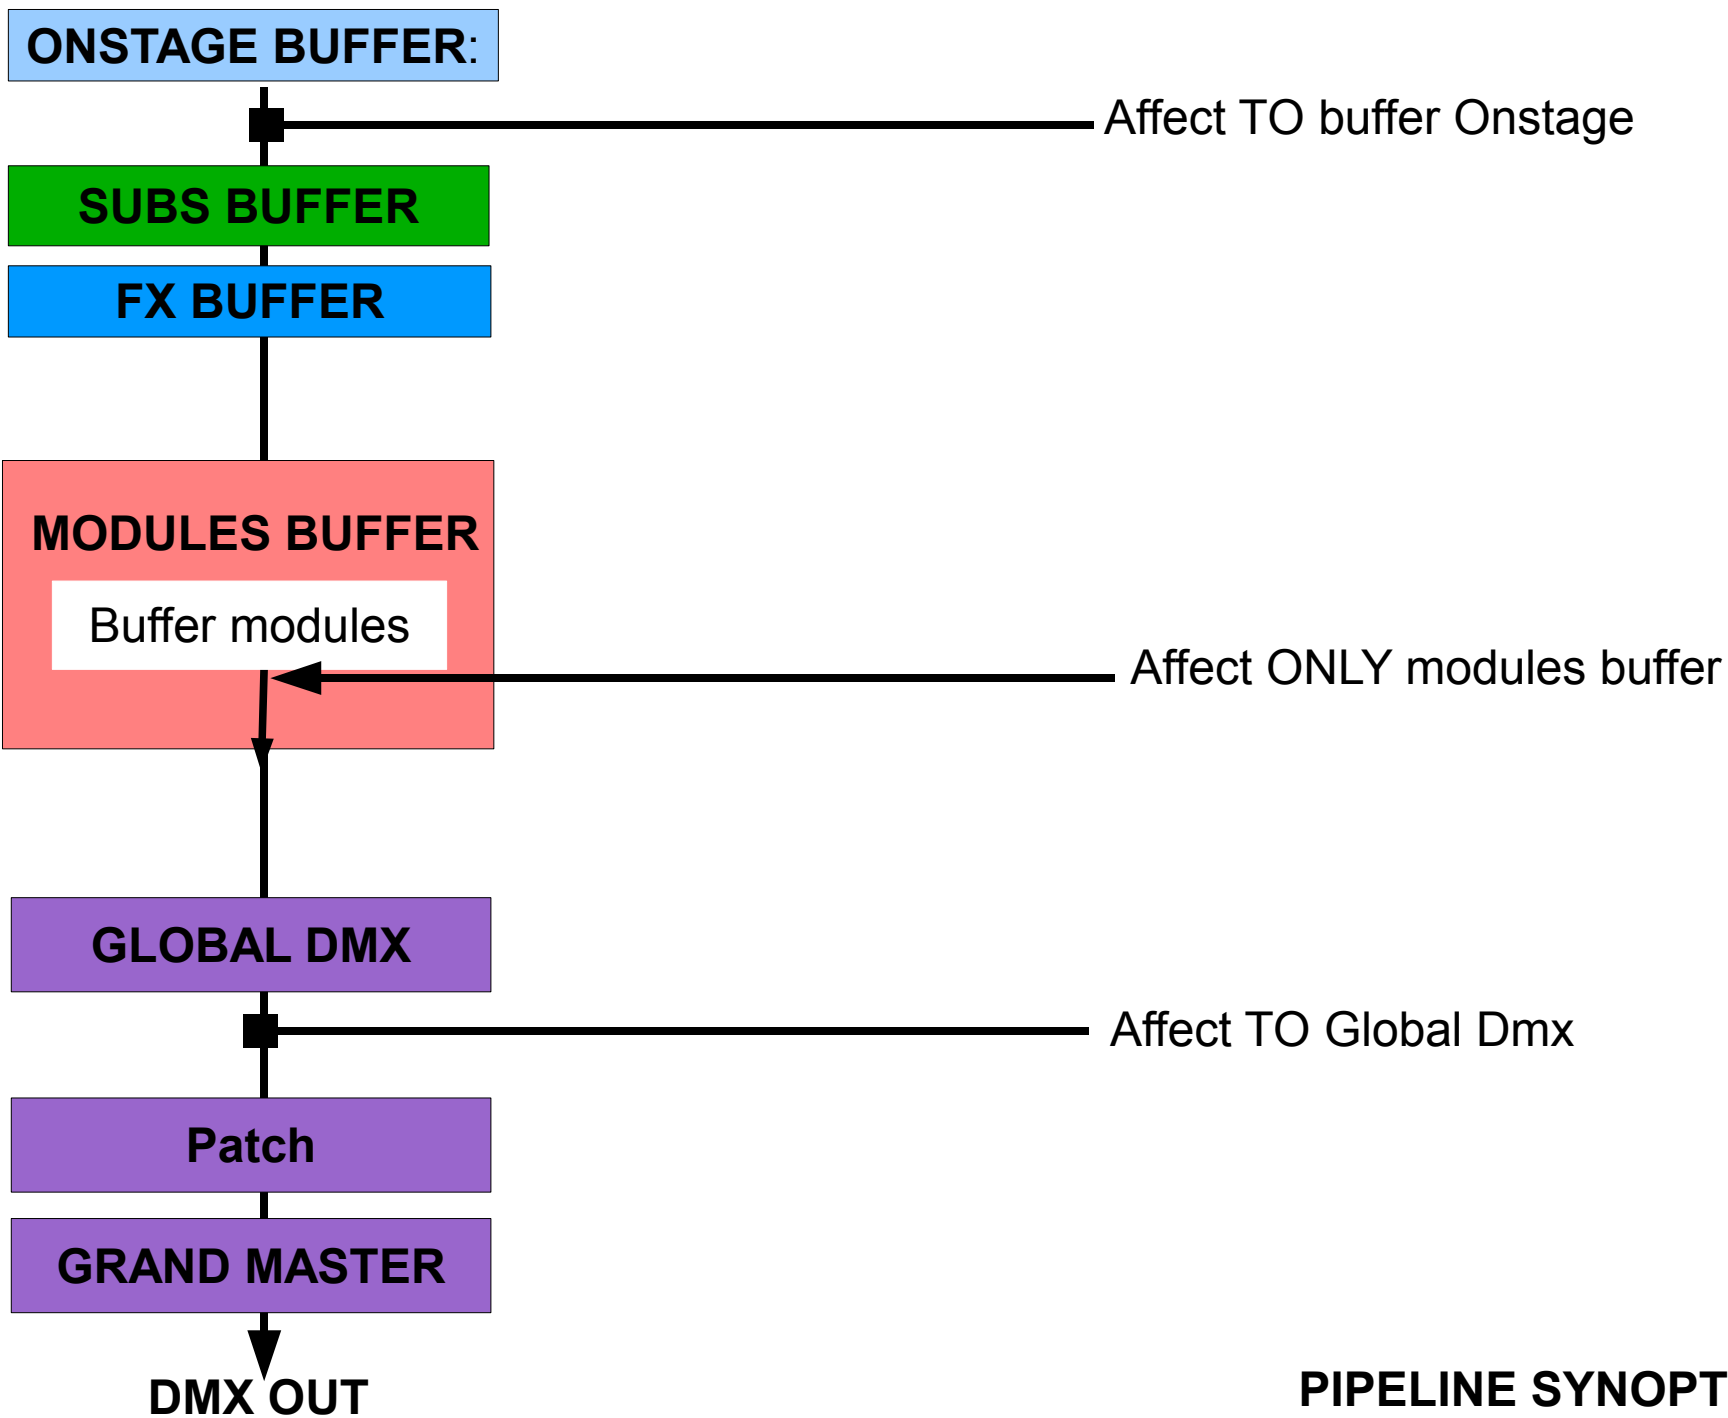 ONSTAGE BUFFER:
Affect TO buffer Onstage
SUBS BUFFER
FX BUFFER
MODULES BUFFER
Buffer modules
Affect ONLY modules buffer
GLOBAL DMX
Affect TO Global Dmx
Patch
GRAND MASTER
DMX OUT
PIPELINE SYNOPT